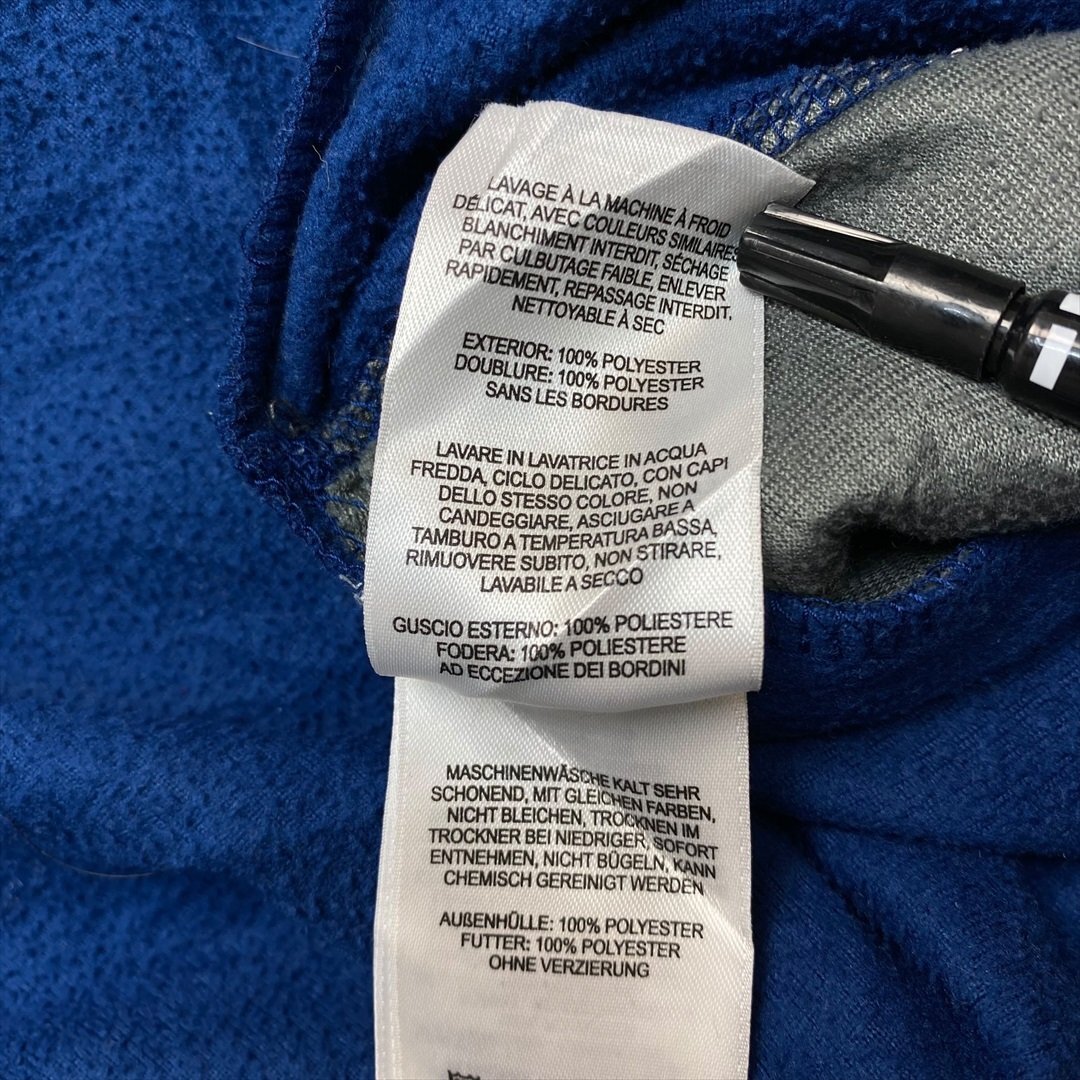 LAVAGE À LA MACHINE À FROID
DÉLICAT, AVEC COULEURS SIMILAIRES,
BLANCHIMENT INTERDIT, SÉCHAGE
PAR CULBUTAGE FAIBLE, ENLEVER
RAPIDEMENT, REPASSAGE INTERDIT,
NETTOYABLE À SEC
EXTERIOR: 100% POLYESTER
DOUBLURE: 100% POLYESTER
SANS LES BORDURES
LAVARE IN LAVATRICE IN ACQUA
FREDDA, CICLO DELICATO, CON CAPI
DELLO STESSO COLORE, NON
CANDEGGIARE, ASCIUGARE A
TAMBURO A TEMPERATURA BASSA,
RIMUOVERE SUBITO, NON STIRARE,
LAVABILE A SECCO
GUSCIO ESTERNO: 100% POLIESTERE
FODERA: 100% POLIESTERE
AD ECCEZIONE DEI BORDINI
MASCHINENWÄSCHE KALT SEHR
SCHONEND, MIT GLEICHEN FARBEN,
NICHT BLEICHEN, TROCKNEN IM
TROCKNER BEI NIEDRIGER, SOFORT
ENTNEHMEN, NICHT BÜGELN, KANN
CHEMISCH GEREINIGT WERDEN
AUßENHÜLLE: 100% POLYESTER
FUTTER: 100% POLYESTER
OHNE VERZIERUNG